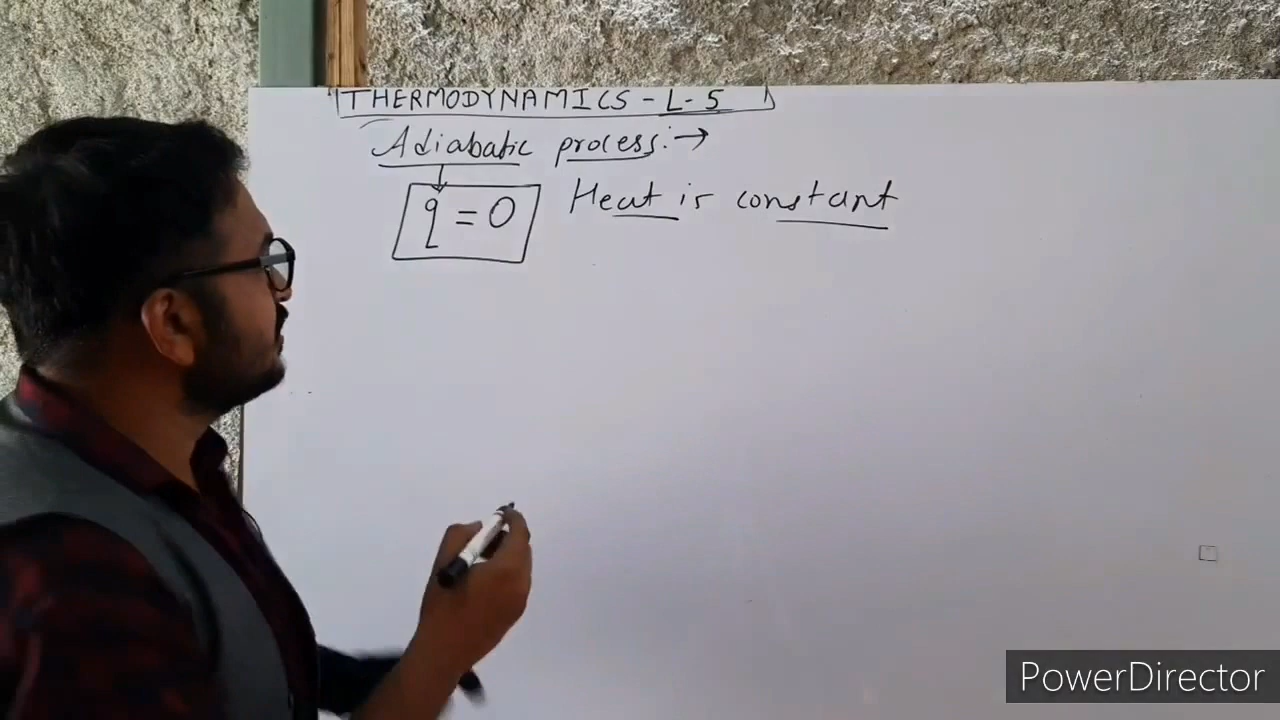 THERMODYNAMICS - L-5
Adiabatic process:→
q = 0 Heat is constant
PowerDirector